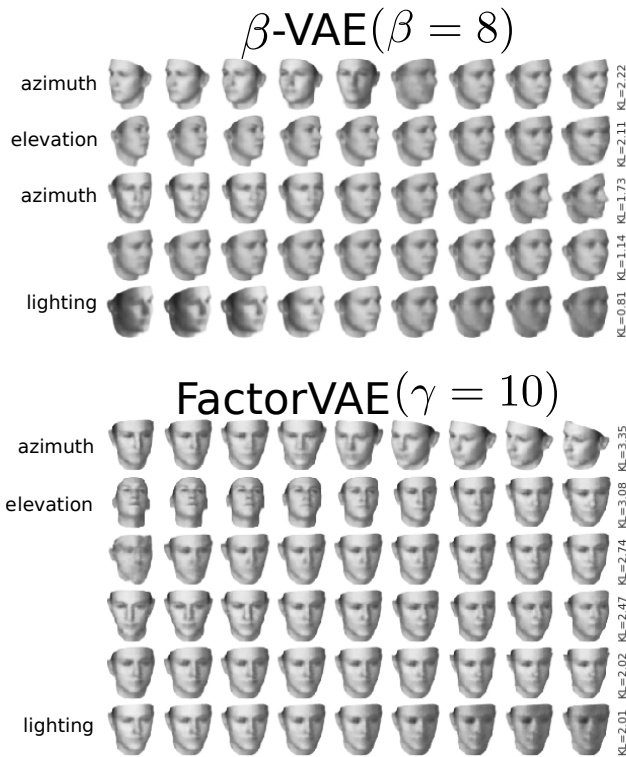 β-VAE(β = 8)
azimuth
KL=2.22
elevation
KL=2.11
azimuth
KL=1.73
KL=1.14
lighting
KL=0.81
FactorVAE(γ = 10)
azimuth
KL=3.35
elevation
KL=3.08
KL=2.74
KL=2.47
KL=2.02
lighting
KL=2.01